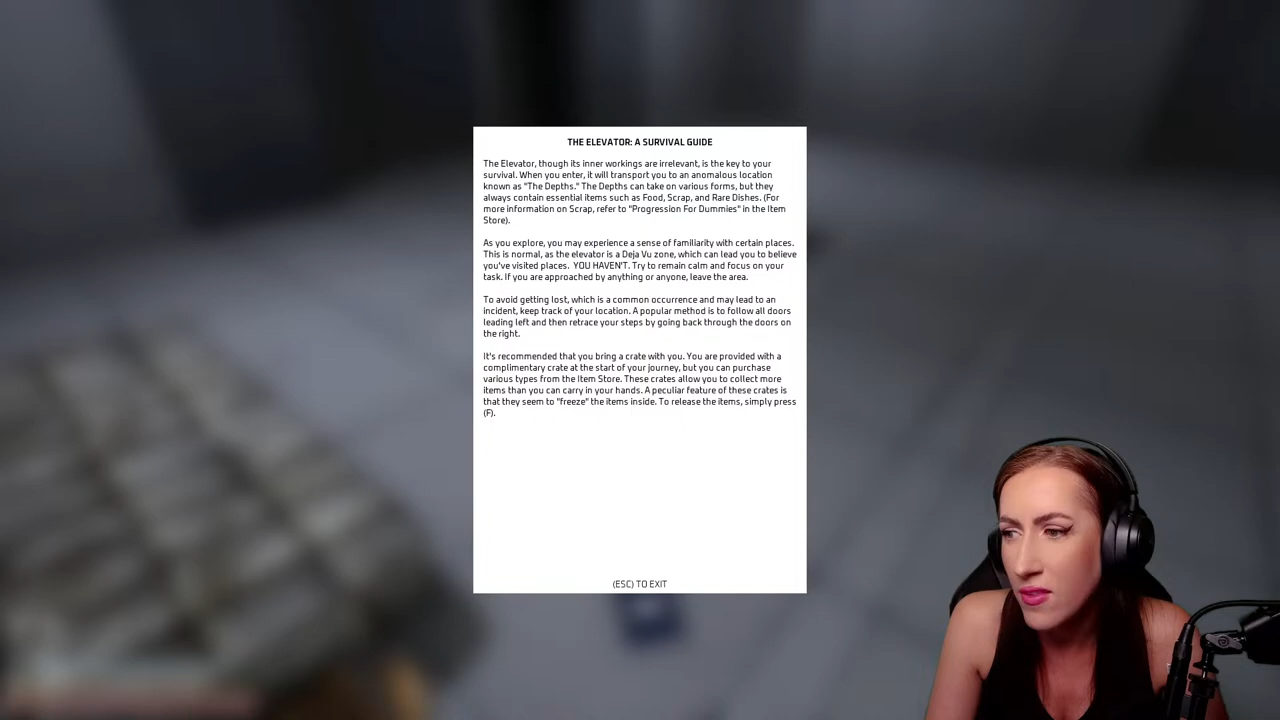 THE ELEVATOR: A SURVIVAL GUIDE
The Elevator, though its inner workings are irrelevant, is the key to your
survival. When you enter, it will transport you to an anomalous location
known as "The Depths." The Depths can take on various forms, but they
always contain essential items such as Food, Scrap, and Rare Dishes. (For
more information on Scrap, refer to "Progression For Dummies" in the Item
Store).
As you explore, you may experience a sense of familiarity with certain places.
This is normal, as the elevator is a Deja Vu zone, which can lead you to believe
you've visited places. YOU HAVEN'T. Try to remain calm and focus on your
task. If you are approached by anything or anyone, leave the area.
To avoid getting lost, which is a common occurrence and may lead to an
incident, keep track of your location. A popular method is to follow all doors
leading left and then retrace your steps by going back through the doors on
the right.
It's recommended that you bring a crate with you. You are provided with a
complimentary crate at the start of your journey, but you can purchase
various types from the Item Store. These crates allow you to collect more
items than you can carry in your hands. A peculiar feature of these crates is
that they seem to "freeze" the items inside. To release the items, simply press
(F).
(ESC) TO EXIT